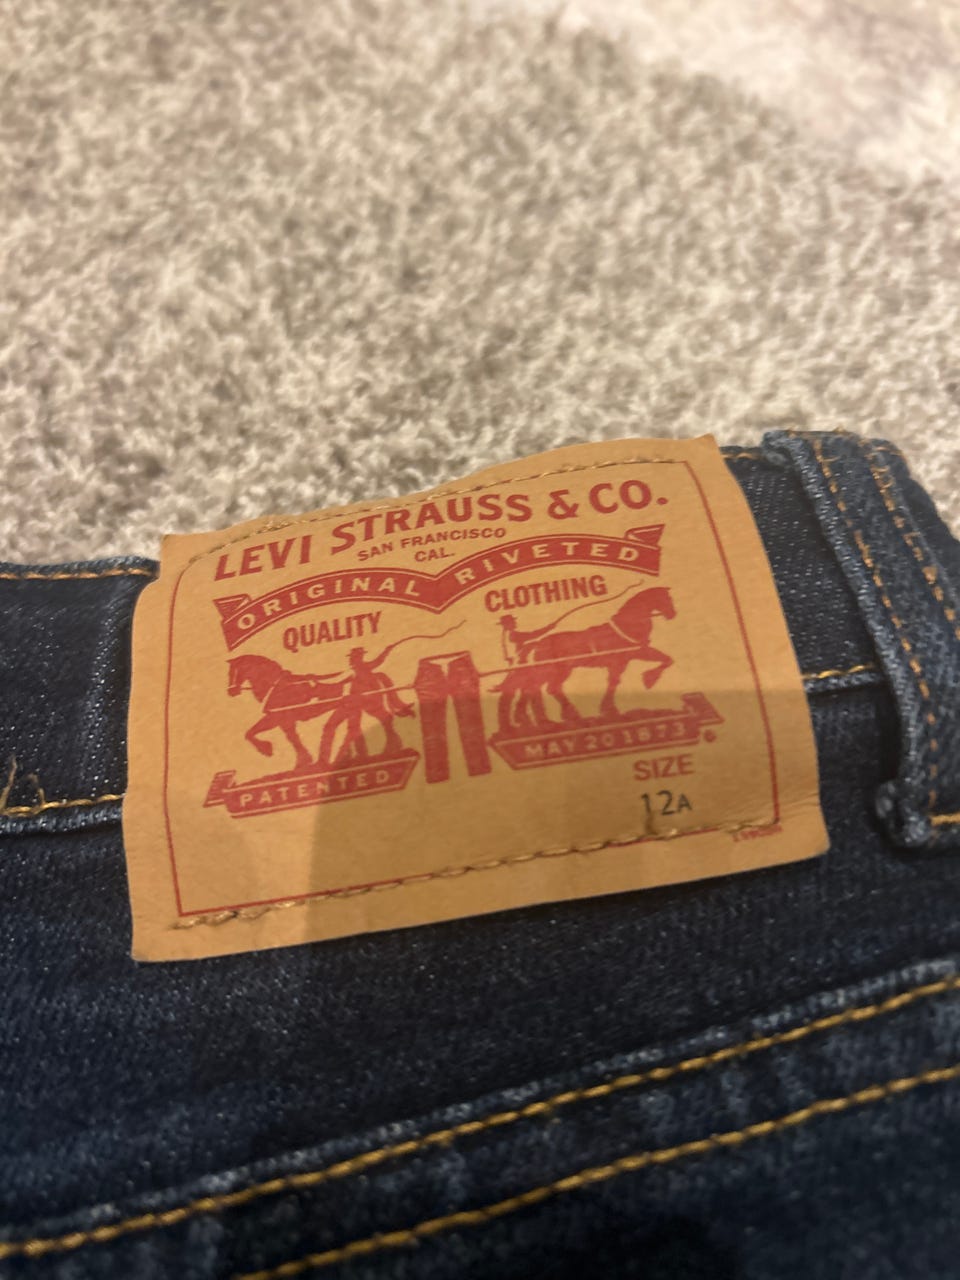 LEVI STRAUSS & CO.
SAN FRANCISCO
CAL.
ORIGINAL RIVETED
QUALITY CLOTHING
PATENTED MAY 20 1873
SIZE
12A